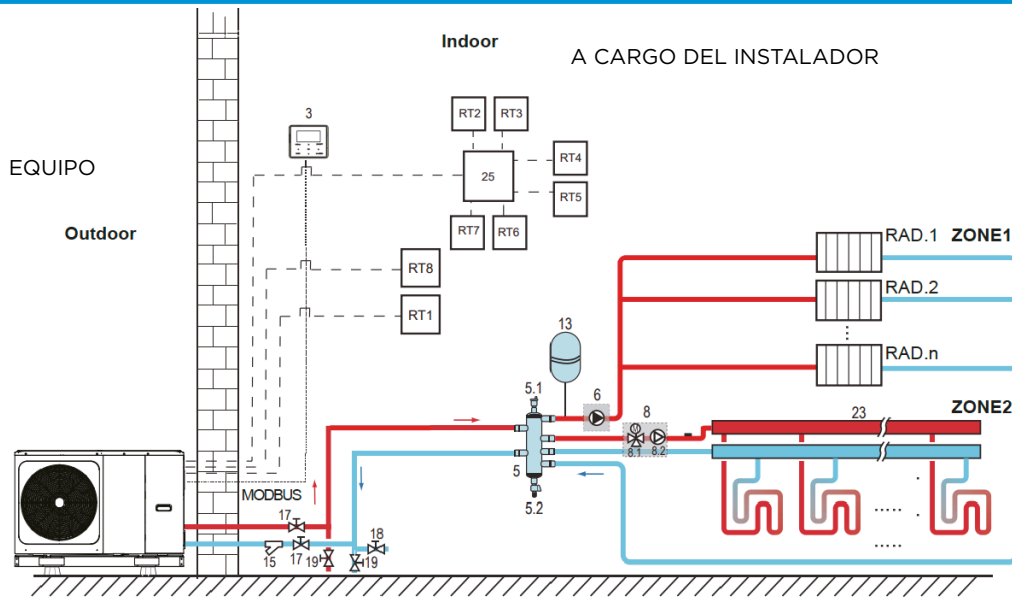 Indoor
A CARGO DEL INSTALADOR
3
RT2
RT3
EQUIPO
RT4
25
RT5
RT7
RT6
Outdoor
RAD.1
ZONE1
RT8
RAD.2
RT1
13
RAD.n
5.1
6
8
23
ZONE2
8.1
8.2
5
MODBUS
5.2
17
18
15
17
19
19
M